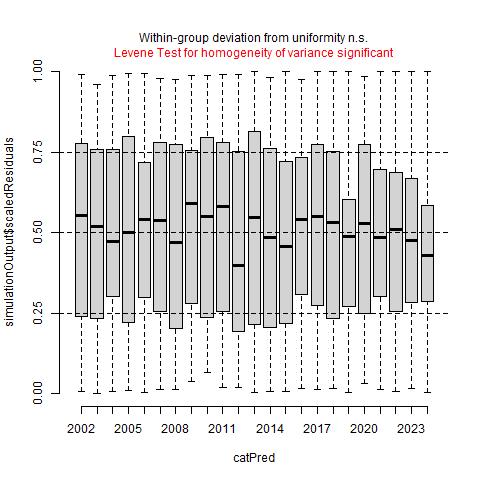 Within-group deviation from uniformity n.s.
Levene Test for homogeneity of variance significant
simulationOutput$scaledResiduals
1.00
0.75
0.50
0.25
0.00
2002 2005 2008 2011 2014 2017 2020 2023
catPred